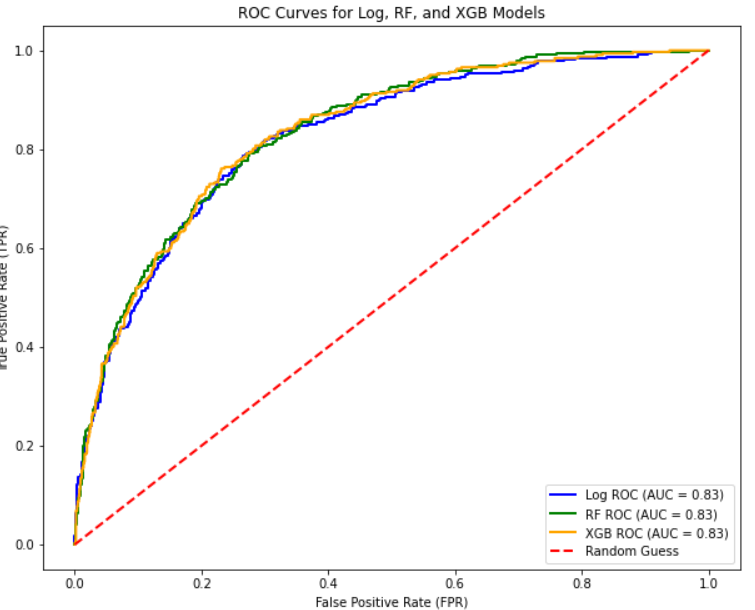 ROC Curves for Log, RF, and XGB Models
True Positive Rate (TPR)
1.0
0.8
0.6
0.4
0.2
0.0
Log ROC (AUC = 0.83)
RF ROC (AUC = 0.83)
XGB ROC (AUC = 0.83)
Random Guess
0.0 0.2 0.4 0.6 0.8 1.0
False Positive Rate (FPR)